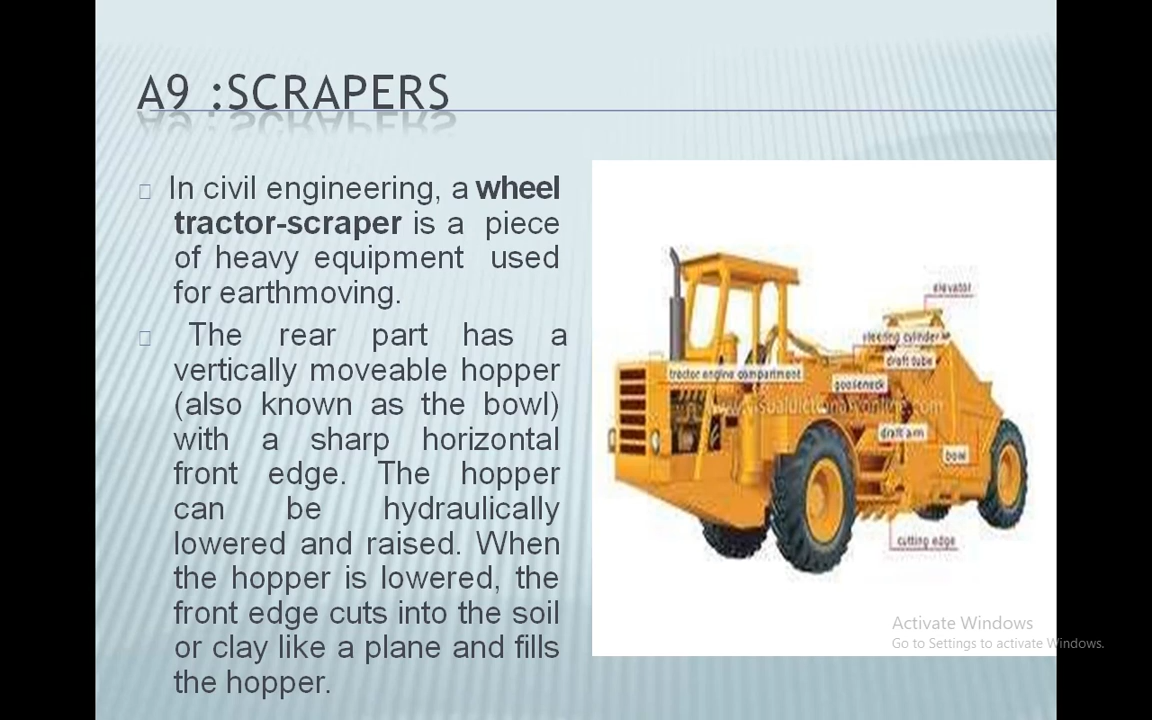 A9 :SCRAPERS
In civil engineering, a wheel
tractor-scraper is a piece
of heavy equipment used
for earthmoving.
The rear part has a
vertically moveable hopper
(also known as the bowl)
with a sharp horizontal
front edge. The hopper
can be hydraulically
lowered and raised. When
the hopper is lowered, the
front edge cuts into the soil
or clay like a plane and fills
the hopper.
elevator
steering cylinder
draft tube
tractor engine compartment
gooseneck
draft arm
bowl
cutting edge
Activate Windows
Go to Settings to activate Windows.